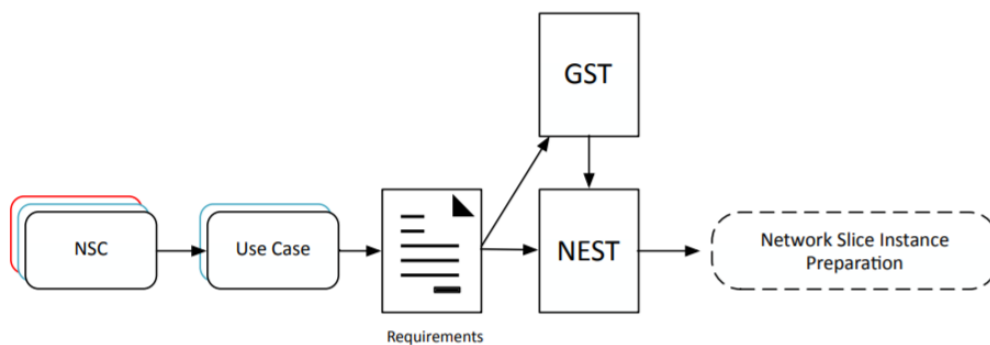 GST
NSC
Use Case
NEST
Network Slice Instance
Preparation
Requirements